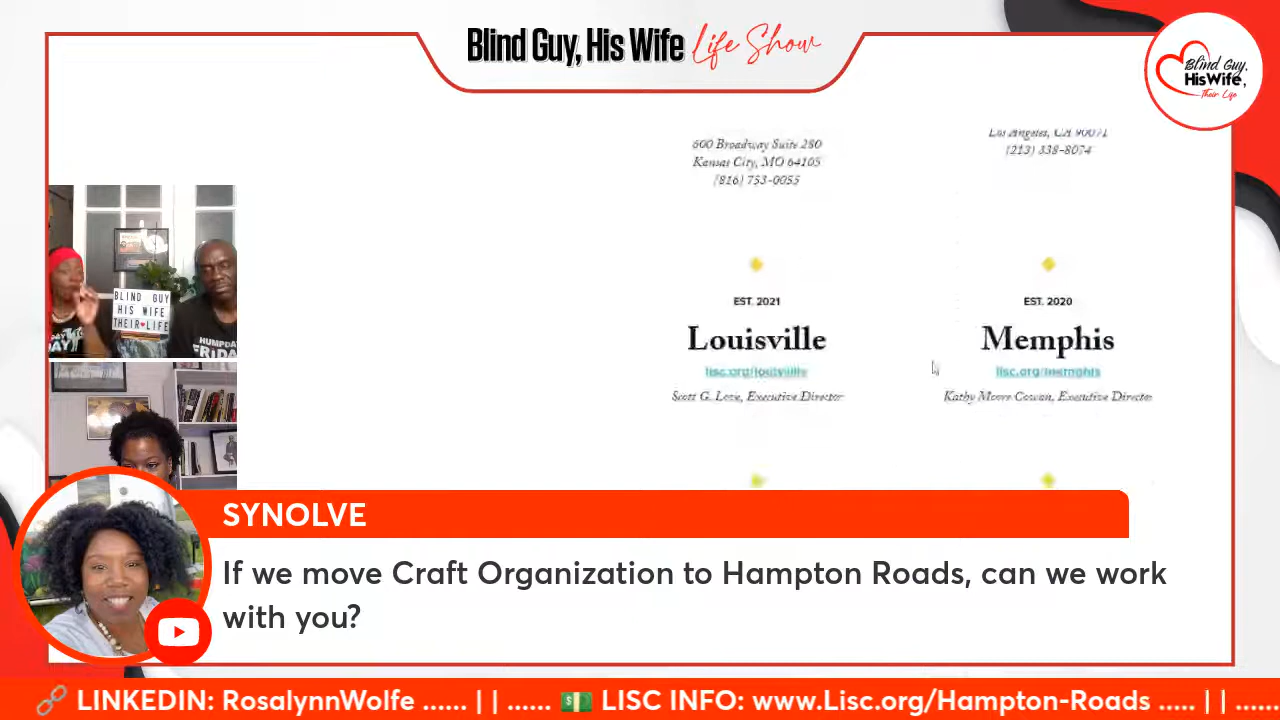 Blind Guy, His Wife Life Show
Blind Guy,
His Wife,
Their Life
600 Broadway Suite 280
Kansas City, MO 64105
(816) 753-0055
Los Angeles, CA 90071
(213) 338-8074
EST. 2021
Louisville
lisc.org/louisville
Scott G. Love, Executive Director
EST. 2020
Memphis
lisc.org/memphis
Kathy Moore Cowan, Executive Director
BLIND GUY
HIS WIFE
THEIR♥LIFE
HUMPDAY
FRIDAY
SYNOLVE
If we move Craft Organization to Hampton Roads, can we work
with you?
LINKEDIN: RosalynnWolfe ...... | | ...... LISC INFO: www.Lisc.org/Hampton-Roads ...... | | ......